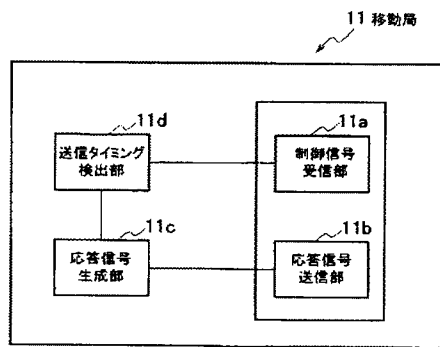 11 移動局
11d
送信タイミング
検出部
11a
制御信号
受信部
11c
応答信号
生成部
11b
応答信号
送信部